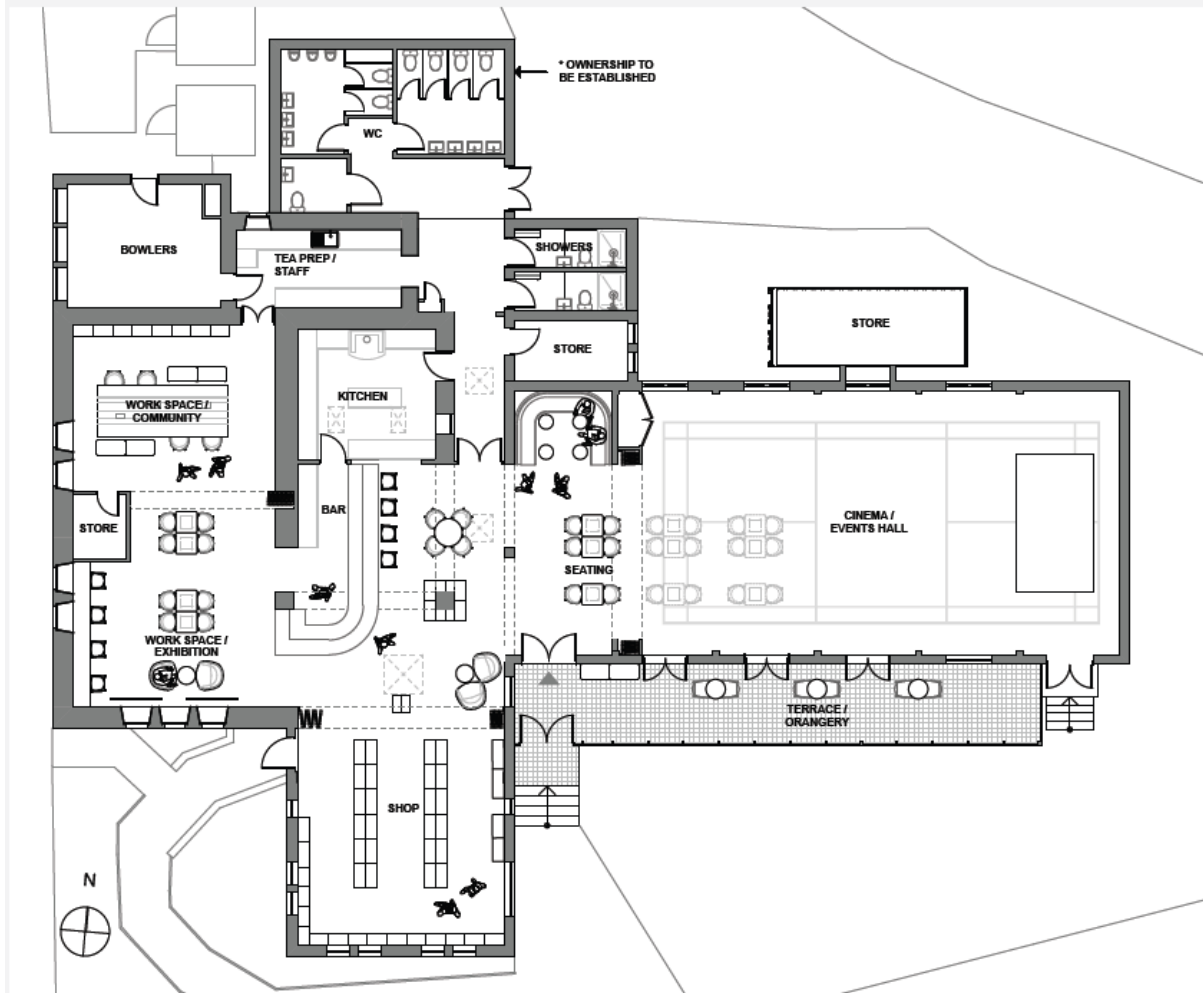 * OWNERSHIP TO
BE ESTABLISHED
WC
BOWLERS
TEA PREP /
STAFF
SHOWERS
STORE
STORE
KITCHEN
WORK SPACE /
COMMUNITY
BAR
STORE
CINEMA /
EVENTS HALL
SEATING
WORK SPACE /
EXHIBITION
TERRACE /
ORANGERY
SHOP
N